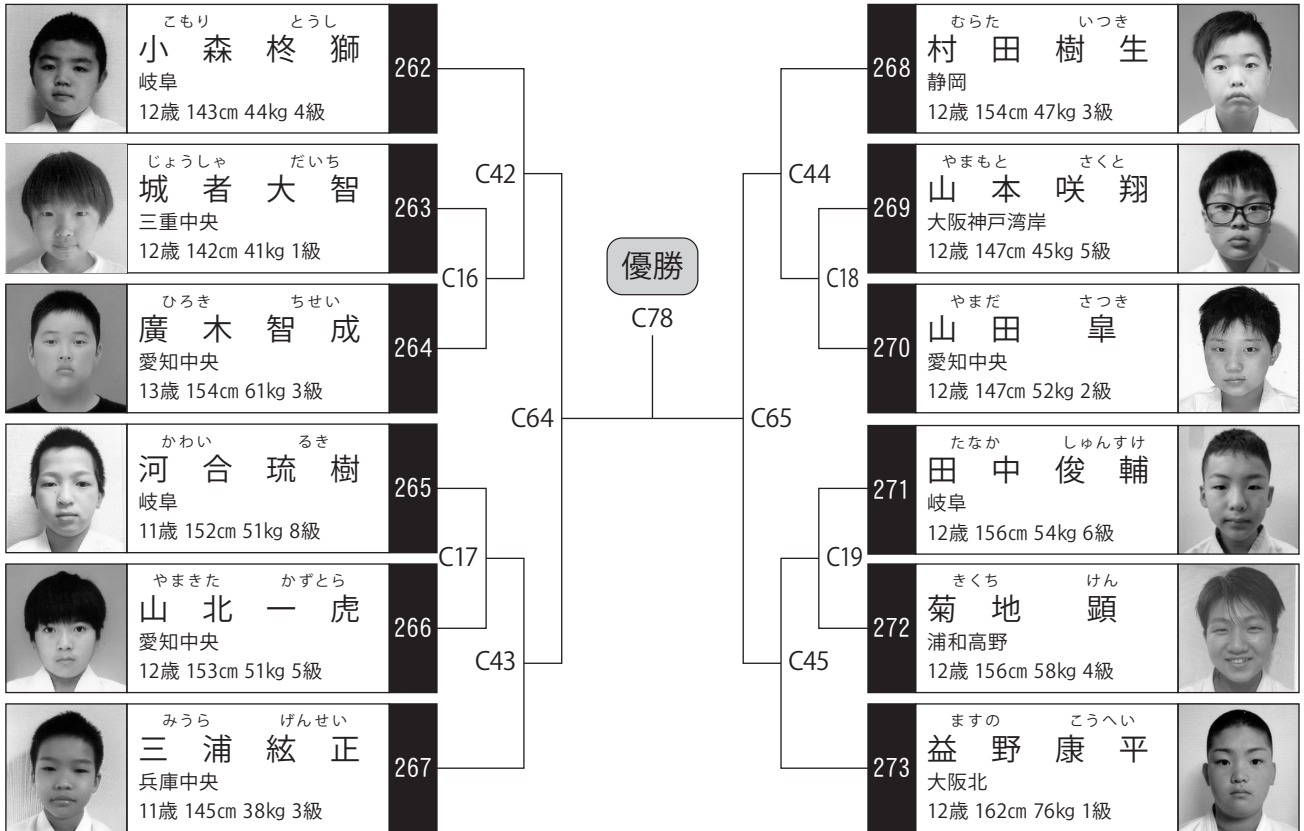 こもり とうし
小森柊獅
岐阜
12歳 143cm 44kg 4級
262
じょうしゃ だいち
城者大智
三重中央
12歳 142cm 41kg 1級
263
ひろき ちせい
廣木智成
愛知中央
13歳 154cm 61kg 3級
264
かわい るき
河合琉樹
岐阜
11歳 152cm 51kg 8級
265
やまきた かずとら
山北一虎
愛知中央
12歳 153cm 51kg 5級
266
みうら げんせい
三浦絃正
兵庫中央
11歳 145cm 38kg 3級
267
C42
C16
C64
C17
C43
優勝
C78
C44
C18
C65
C19
C45
むらた いつき
268
村田樹生
静岡
12歳 154cm 47kg 3級
やまもと さくと
269
山本咲翔
大阪神戸湾岸
12歳 147cm 45kg 5級
やまだ さつき
270
山田皐
愛知中央
12歳 147cm 52kg 2級
たなか しゅんすけ
271
田中俊輔
岐阜
12歳 156cm 54kg 6級
きくち けん
272
菊地顕
浦和高野
12歳 156cm 58kg 4級
ますの こうへい
273
益野康平
大阪北
12歳 162cm 76kg 1級